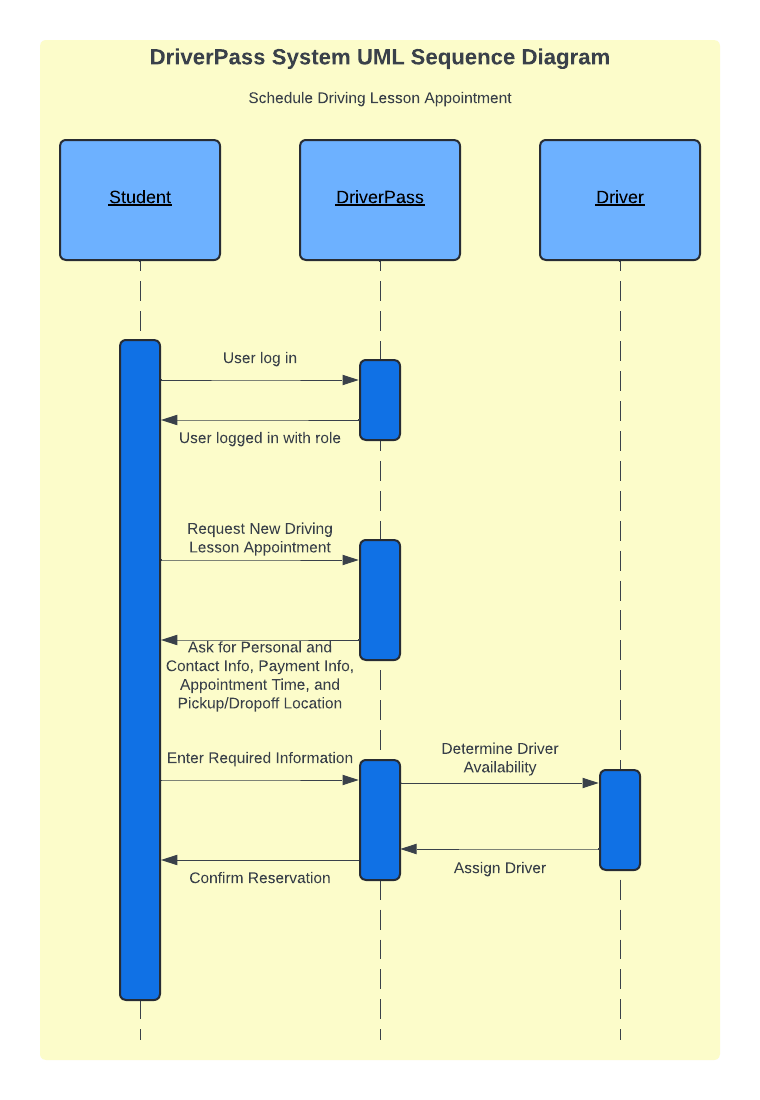 DriverPass System UML Sequence Diagram
Schedule Driving Lesson Appointment
Student
DriverPass
Driver
User log in
User logged in with role
Request New Driving
Lesson Appointment
Ask for Personal and
Contact Info, Payment Info,
Appointment Time, and
Pickup/Dropoff Location
Enter Required Information
Determine Driver
Availability
Assign Driver
Confirm Reservation